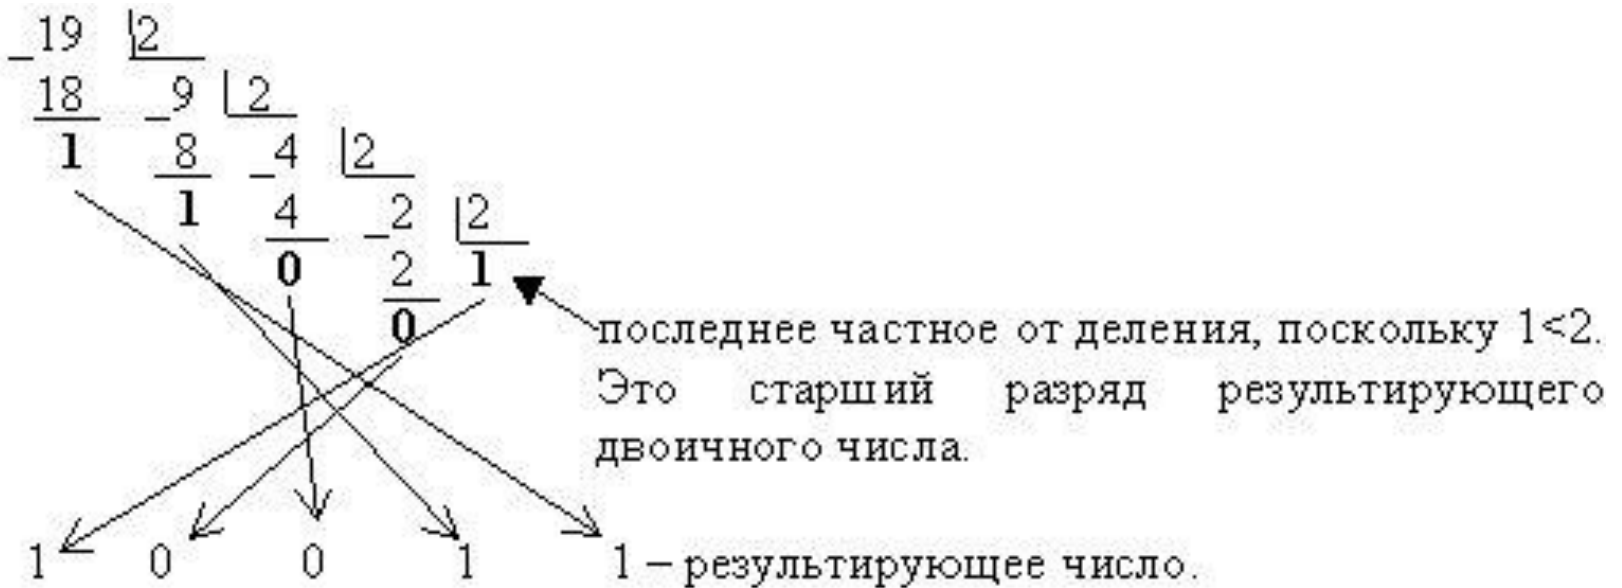 19 2
18 9 2
1 8 4 2
1 4 2 2
0 2 1
0
последнее частное от деления, поскольку 1<2.
Это старший разряд результирующего
двоичного числа.
1 0 0 1 1 – результирующее число.